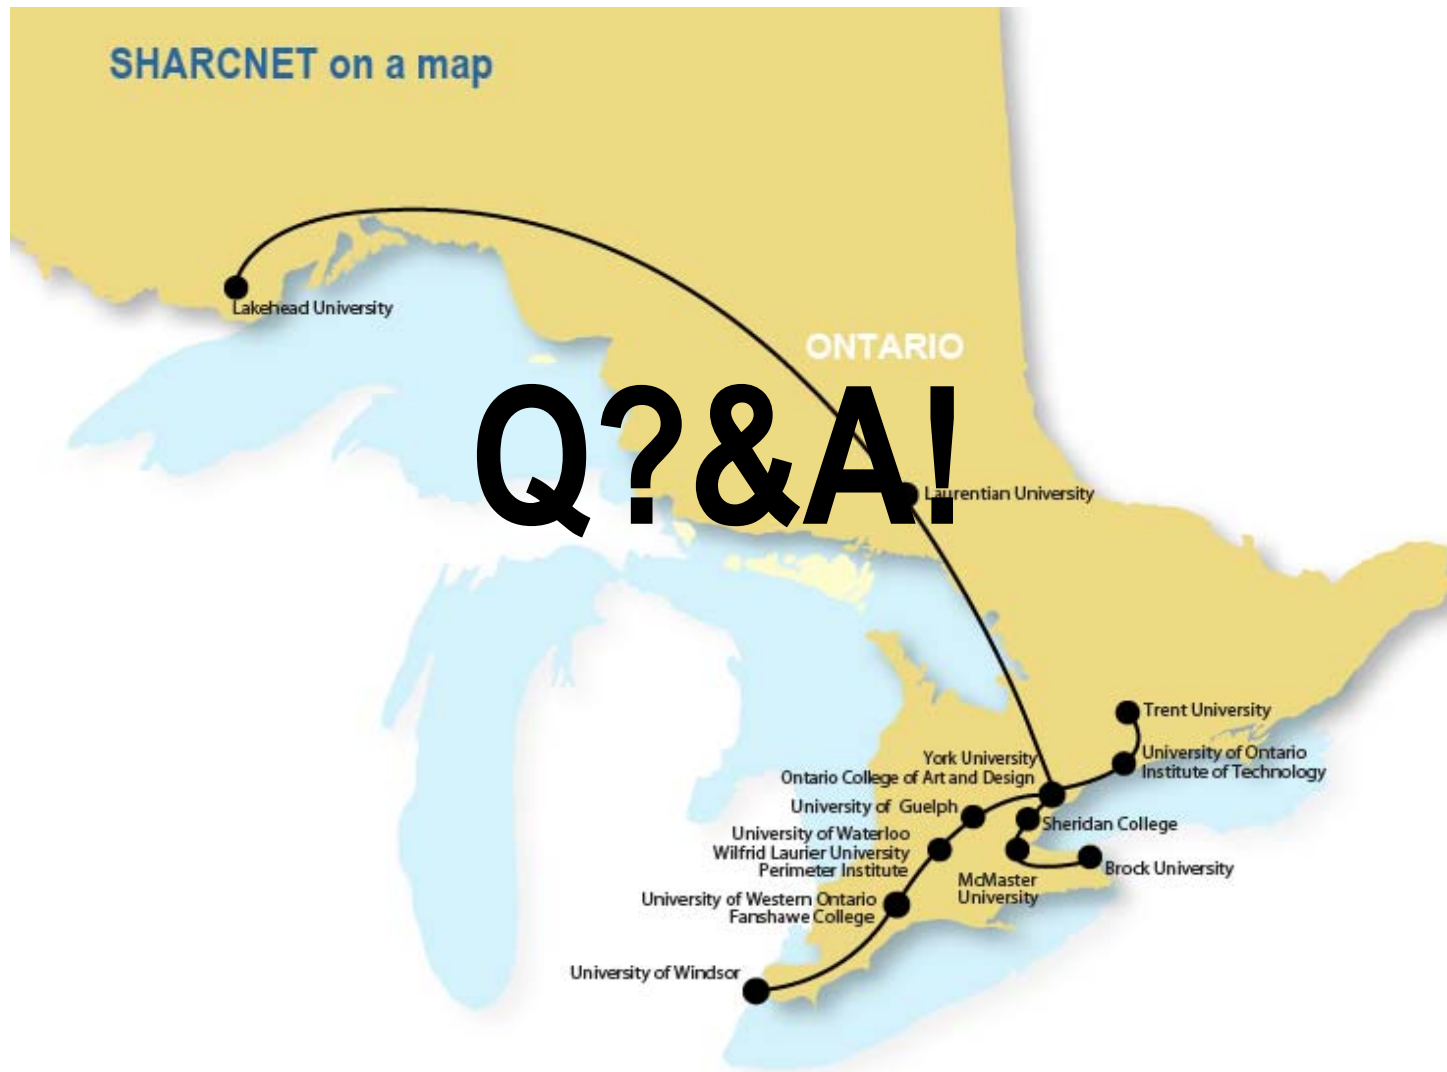 SHARCNET on a map
Lakehead University
ONTARIO
Q?&A!
Laurentian University
Trent University
University of Ontario
Institute of Technology
York University
Ontario College of Art and Design
University of Guelph
Sheridan College
University of Waterloo
Wilfrid Laurier University
Perimeter Institute
Brock University
McMaster
University
University of Western Ontario
Fanshawe College
University of Windsor